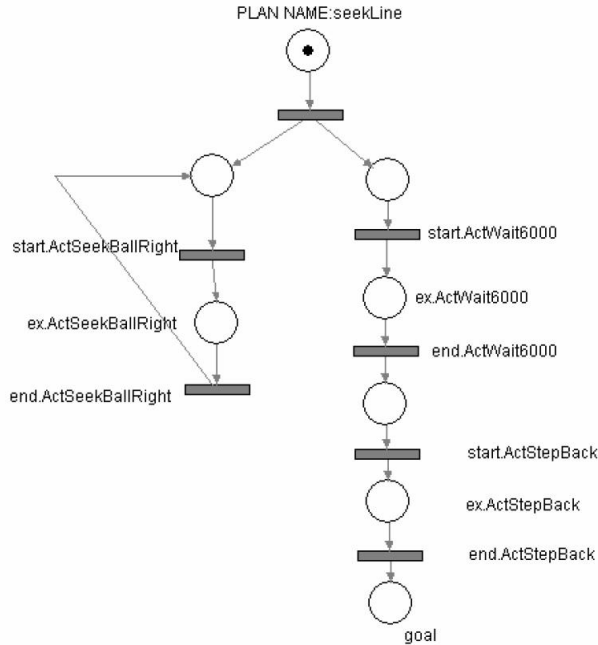 PLAN NAME:seekLine
start.ActSeekBallRight
start.ActWait6000
ex.ActSeekBallRight
ex.ActWait6000
end.ActWait6000
end.ActSeekBallRight
start.ActStepBack
ex.ActStepBack
end.ActStepBack
goal